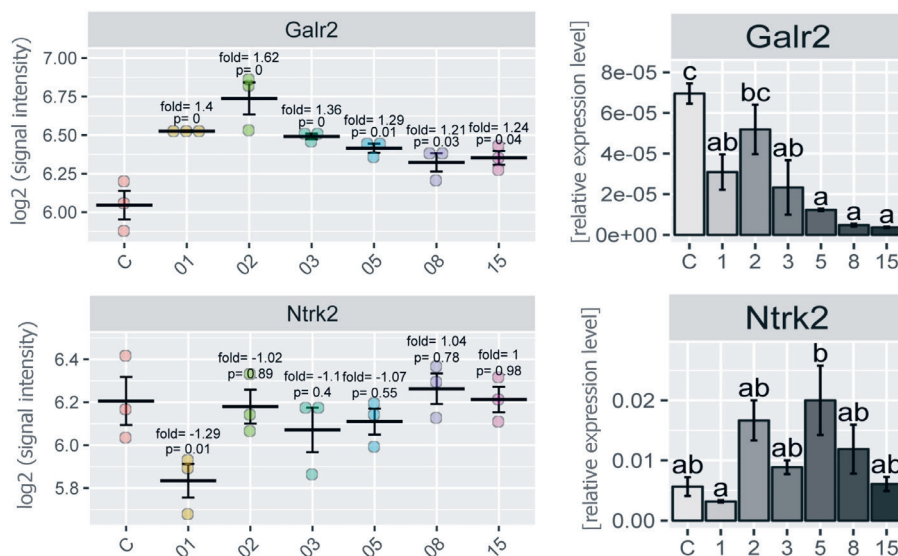 Galr2
log2 (signal intensity)
7.00
6.75
6.50
6.25
6.00
fold= 1.4
p= 0
fold= 1.62
p= 0
fold= 1.36
p= 0
fold= 1.29
p= 0.01
fold= 1.21
p= 0.03
fold= 1.24
p= 0.04
C 01 02 03 05 08 15
Galr2
[relative expression level]
8e-05
6e-05
4e-05
2e-05
0e+00
c ab bc ab a a a
C 1 2 3 5 8 15
Ntrk2
log2 (signal intensity)
6.4
6.2
6.0
5.8
fold= -1.29
p= 0.01
fold= -1.02
p= 0.89
fold= -1.1
p= 0.4
fold= -1.07
p= 0.55
fold= 1.04
p= 0.78
fold= 1
p= 0.98
C 01 02 03 05 08 15
Ntrk2
[relative expression level]
0.02
0.01
0.00
ab a ab ab b ab ab
C 1 2 3 5 8 15